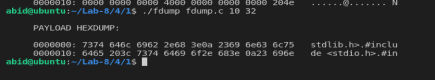 0000010: 0000 0000 4000 0000 0000 0000 0000 204e  ......@....... N
abid@ubuntu:~/Lab-8/4/1$ ./fdump fdump.c 10 32
PAYLOAD HEXDUMP:
0000000: 7374 646c 6962 2e68 3e0a 2369 6e63 6c75  stdlib.h>.#inclu
0000010: 6465 203c 7374 6469 6f2e 683e 0a23 696e  de <stdio.h>.#in
abid@ubuntu:~/Lab-8/4/1$